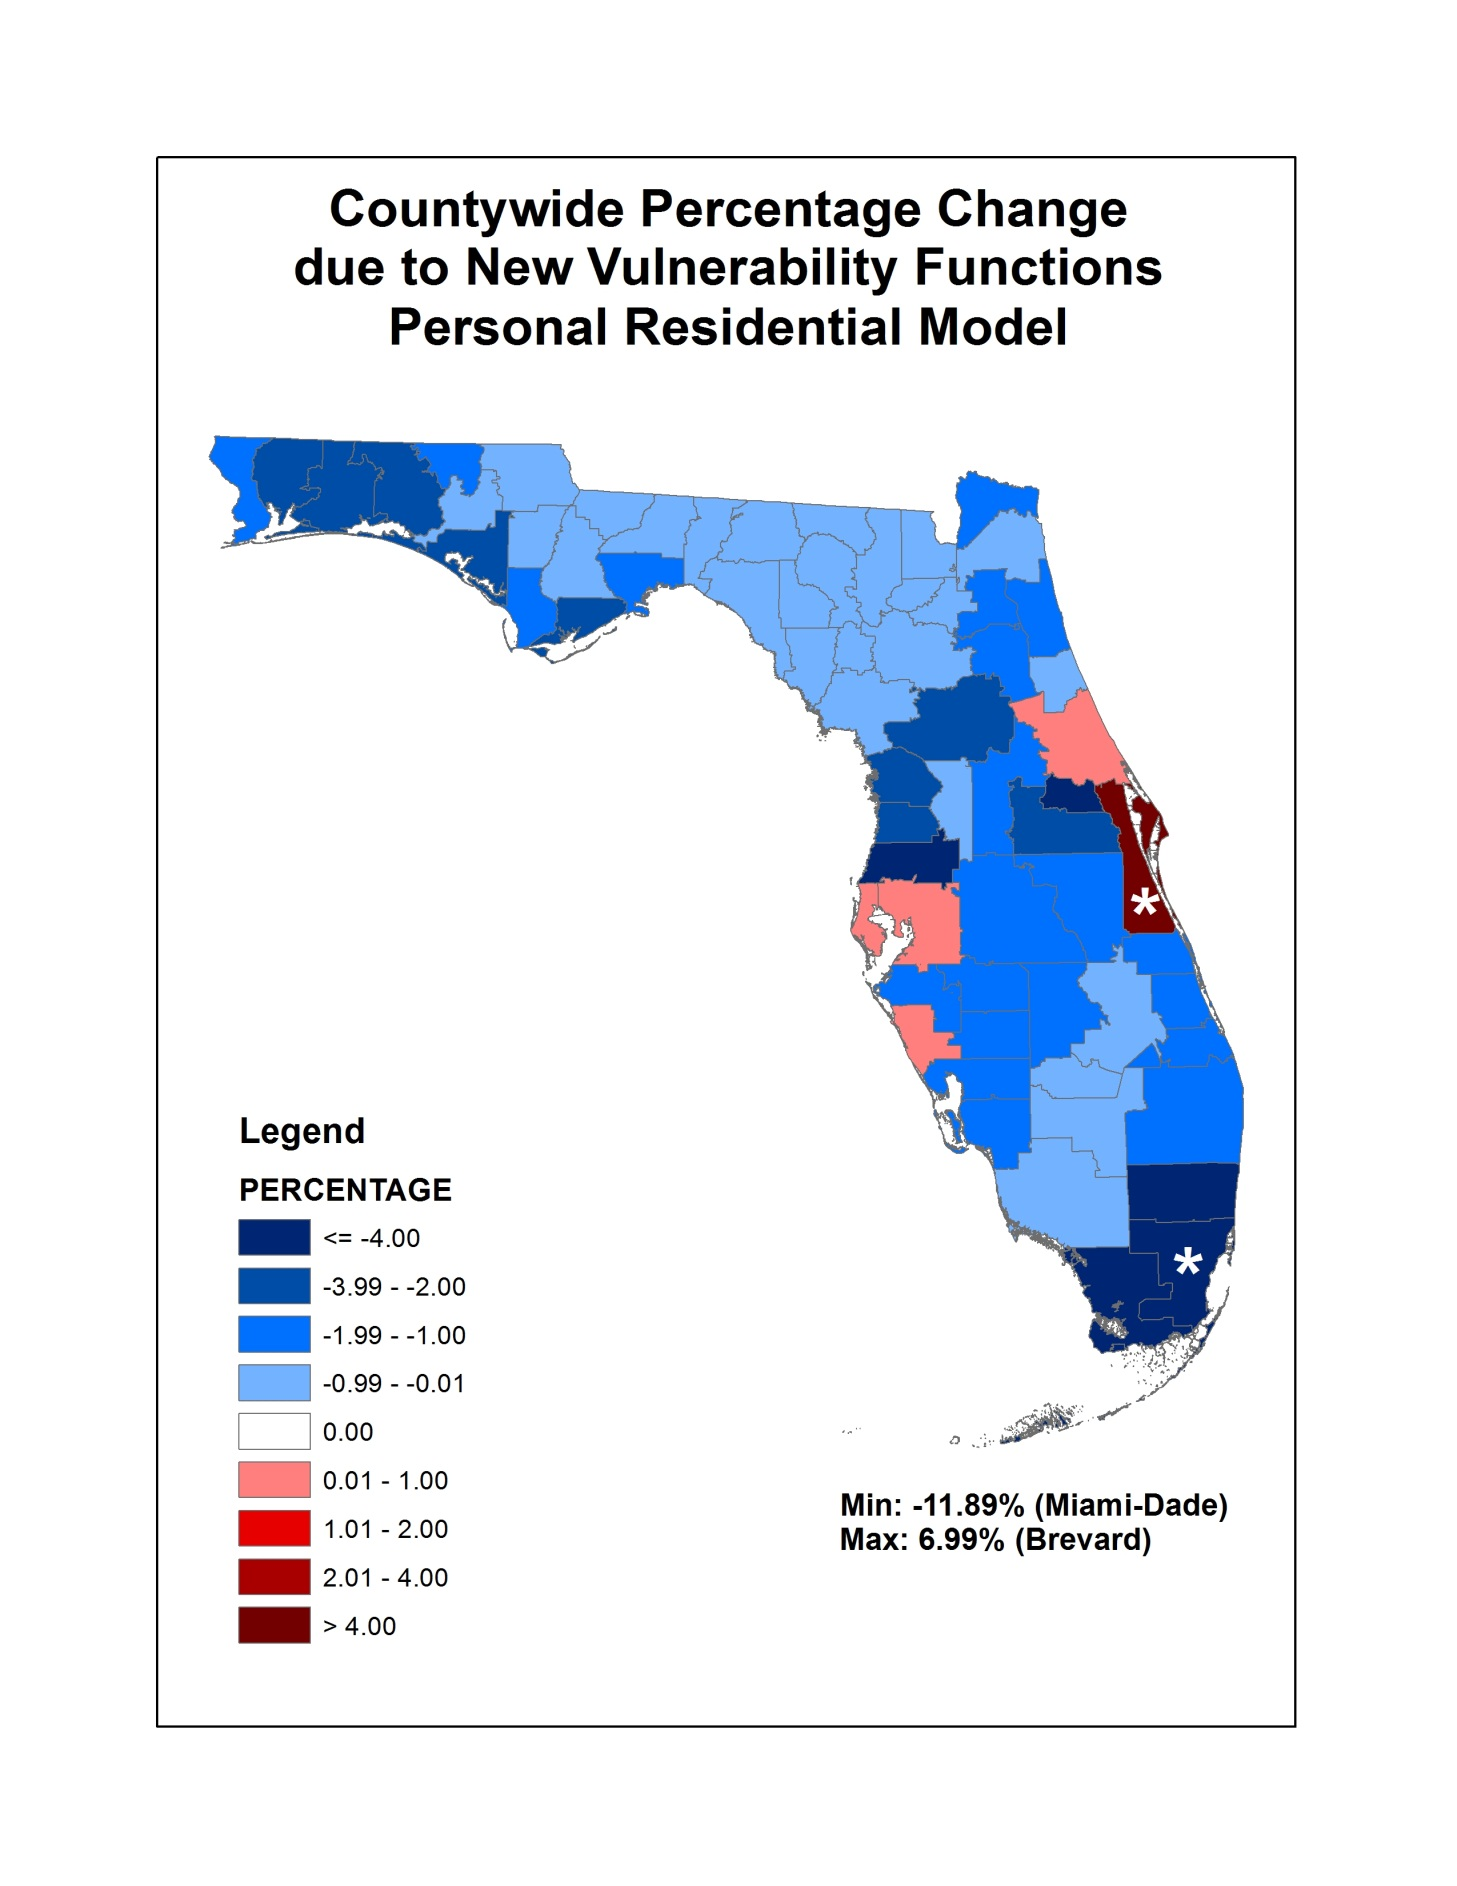 Countywide Percentage Change
due to New Vulnerability Functions
Personal Residential Model
*
*
Legend
PERCENTAGE
<= -4.00
-3.99 - -2.00
-1.99 - -1.00
-0.99 - -0.01
0.00
0.01 - 1.00
1.01 - 2.00
2.01 - 4.00
> 4.00
Min: -11.89% (Miami-Dade)
Max: 6.99% (Brevard)